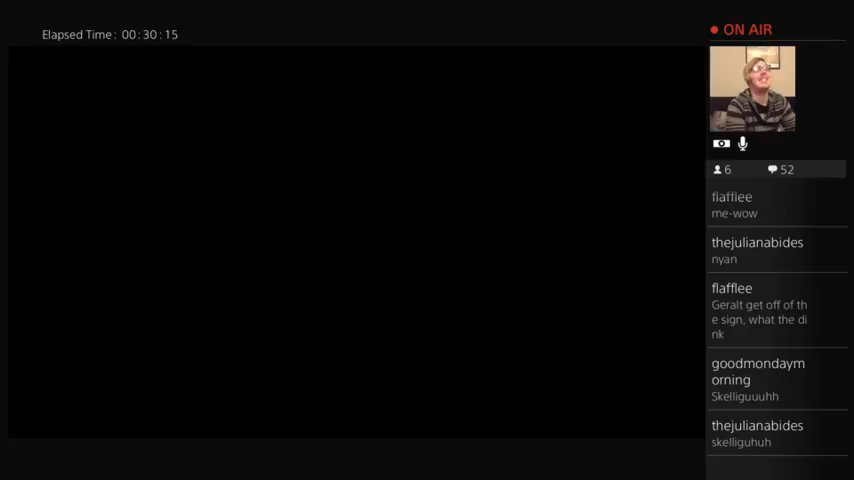 Elapsed Time: 00:30:15
ON AIR
6 52
flafflee
me-wow
thejulianabides
nyan
flafflee
Geralt get off of th
e sign, what the di
nk
goodmondaym
orning
Skelliguuuhh
thejulianabides
skelliguhuh